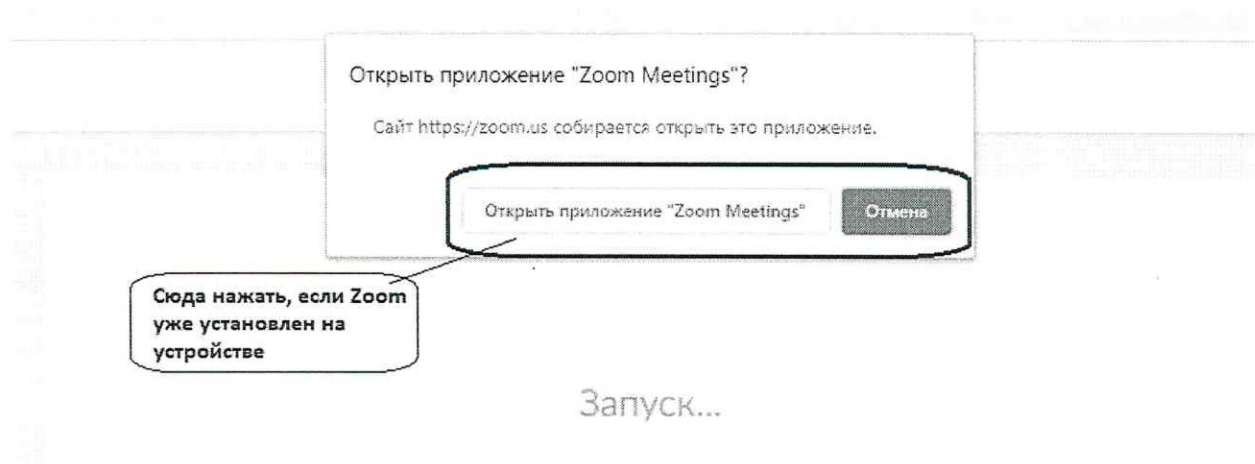 Открыть приложение "Zoom Meetings"?
Сайт https://zoom.us собирается открыть это приложение.
Открыть приложение "Zoom Meetings"
Отмена
Сюда нажать, если Zoom
уже установлен на
устройстве
Запуск...